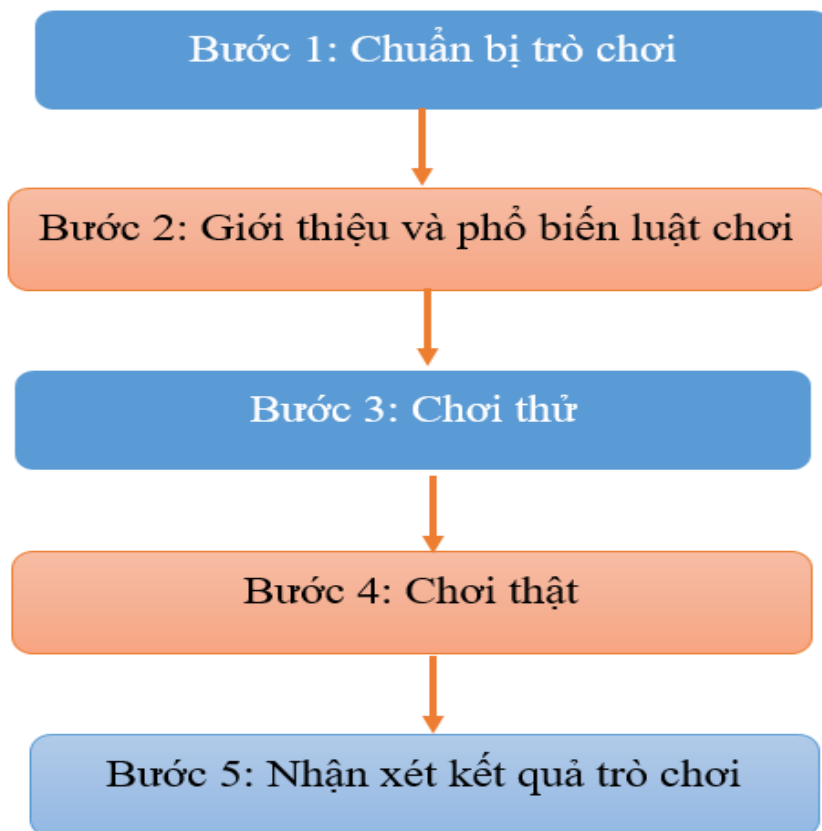 Bước 1: Chuẩn bị trò chơi
Bước 2: Giới thiệu và phổ biến luật chơi
Bước 3: Chơi thử
Bước 4: Chơi thật
Bước 5: Nhận xét kết quả trò chơi